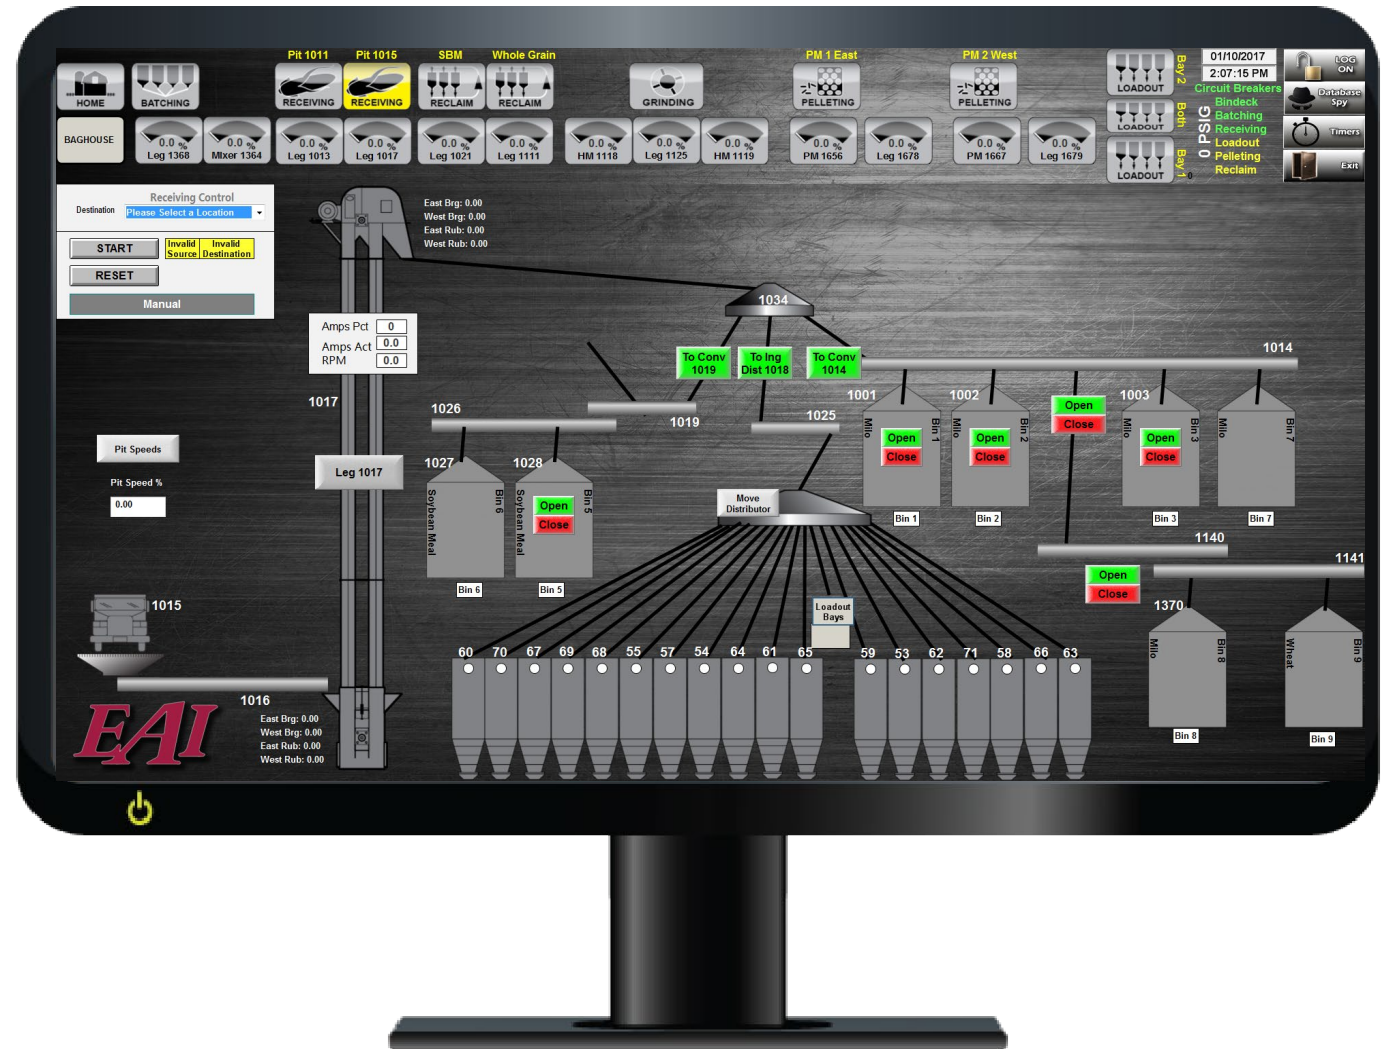 Pit 1011
Pit 1015
SBM
Whole Grain
PM 1 East
PM 2 West
HOME
BATCHING
RECEIVING
RECEIVING
RECLAIM
RECLAIM
GRINDING
PELLETING
PELLETING
LOADOUT
Bay 2
LOADOUT
Both
LOADOUT
Bay 1
0
01/10/2017
2:07:15 PM
Circuit Breakers
Bindeck
Batching
Receiving
Loadout
Pelleting
Reclaim
0 PSIG
LOG
ON
Database
Spy
Timers
Exit
BAGHOUSE
0.0 %
Leg 1368
0.0 %
Mixer 1364
0.0 %
Leg 1013
0.0 %
Leg 1017
0.0 %
Leg 1021
0.0 %
Leg 1111
0.0 %
HM 1118
0.0 %
Leg 1125
0.0 %
HM 1119
0.0 %
PM 1656
0.0 %
Leg 1678
0.0 %
PM 1667
0.0 %
Leg 1679
Receiving Control
Destination
Please Select a Location
START
Invalid
Source
Invalid
Destination
RESET
Manual
East Brg: 0.00
West Brg: 0.00
East Rub: 0.00
West Rub: 0.00
Amps Pct 0
Amps Act 0.0
RPM 0.0
1017
Leg 1017
Pit Speeds
Pit Speed %
0.00
1034
To Conv
1019
To Ing
Dist 1018
To Conv
1014
1014
1026
1019
1025
1001
Milo
Bin 1
Open
Close
Bin 1
1002
Milo
Bin 2
Open
Close
Bin 2
Open
Close
1003
Milo
Bin 3
Open
Close
Bin 3
Bin 7
Bin 7
1027
Soybean Meal
Bin 6
Bin 6
1028
Soybean Meal
Bin 5
Open
Close
Bin 5
Move
Distributor
1140
1141
Open
Close
1370
Milo
Bin 8
Bin 8
Wheat
Bin 9
Bin 9
Loadout
Bays
1015
1016
East Brg: 0.00
West Brg: 0.00
East Rub: 0.00
West Rub: 0.00
EAI
60 70 67 69 68 55 57 54 64 61 65 59 53 62 71 58 66 63